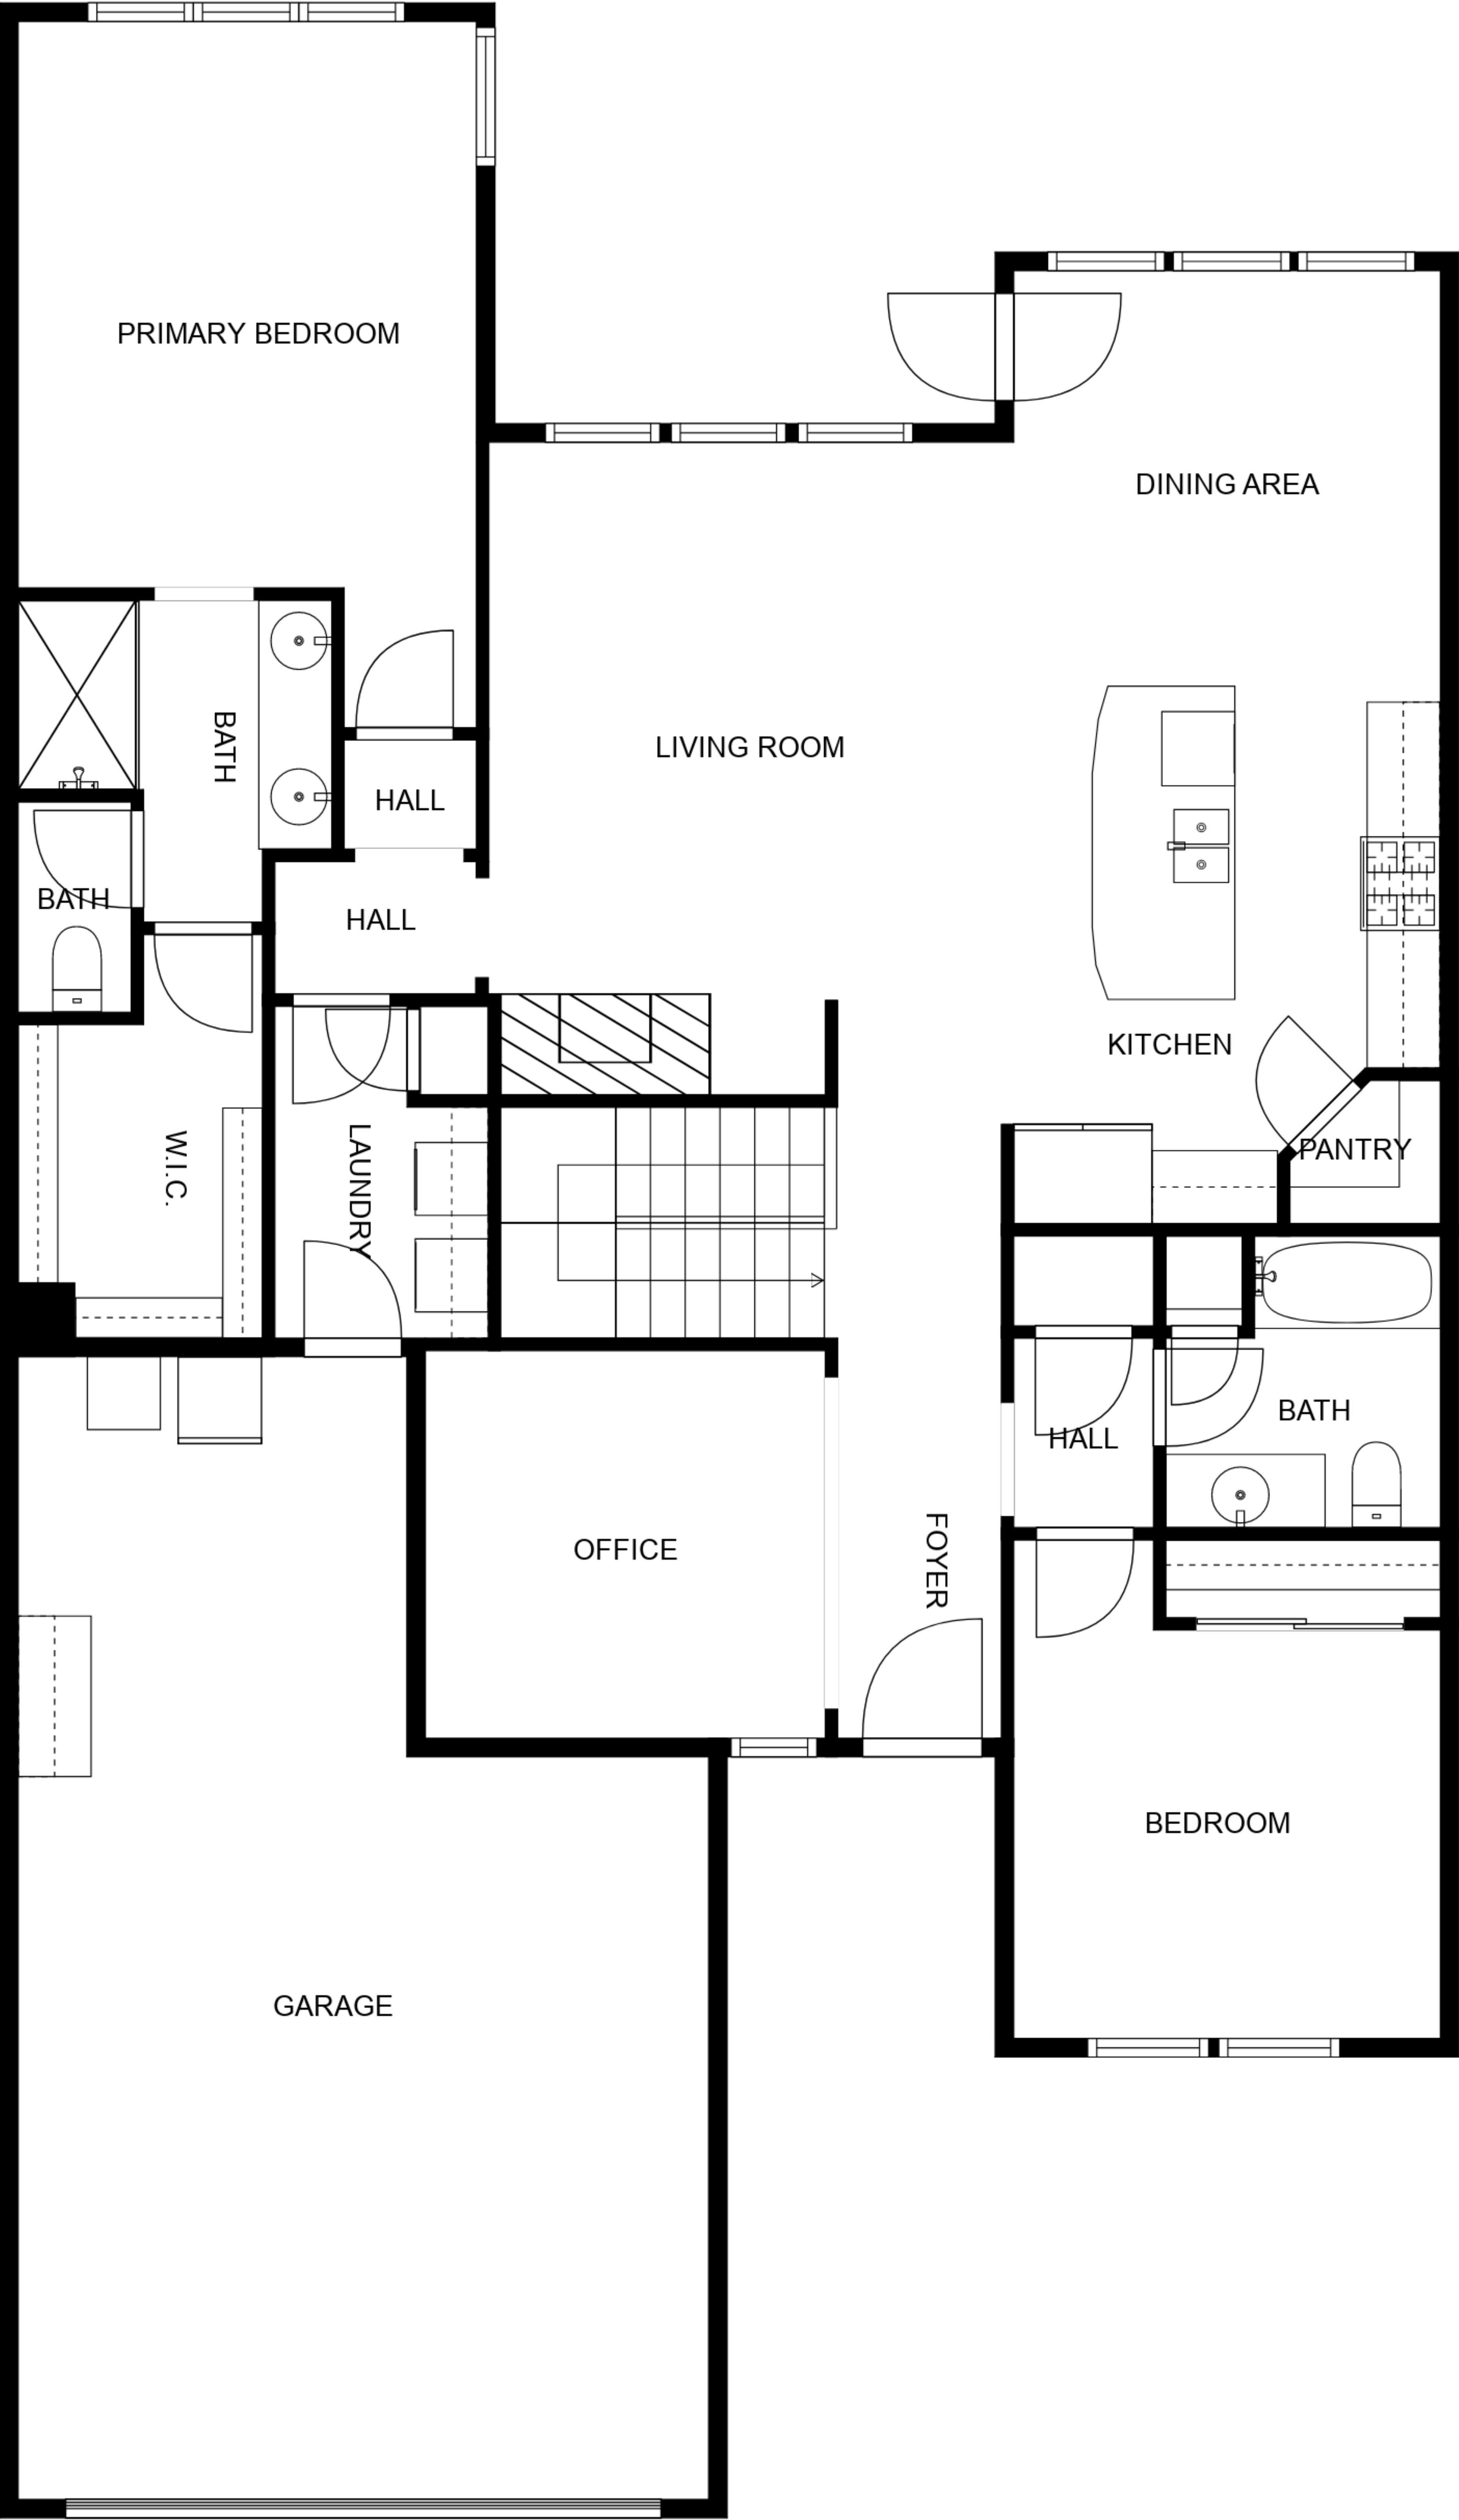 PRIMARY BEDROOM
DINING AREA
BATH
LIVING ROOM
HALL
BATH
HALL
KITCHEN
W.I.C.
LAUNDRY
PANTRY
BATH
HALL
OFFICE
FOYER
BEDROOM
GARAGE